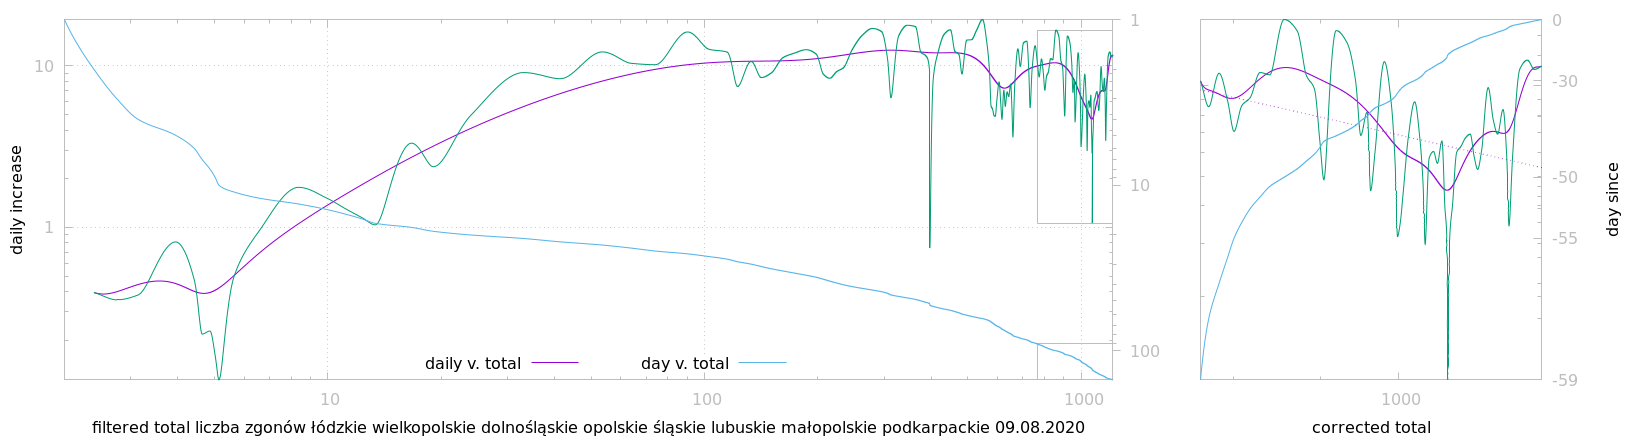 1
0
10
-30
daily increase
10
-50
day since
1
-55
daily v. total
day v. total
100
-59
10
100
1000
1000
filtered total liczba zgonów łódzkie wielkopolskie dolnośląskie opolskie śląskie lubuskie małopolskie podkarpackie 09.08.2020
corrected total